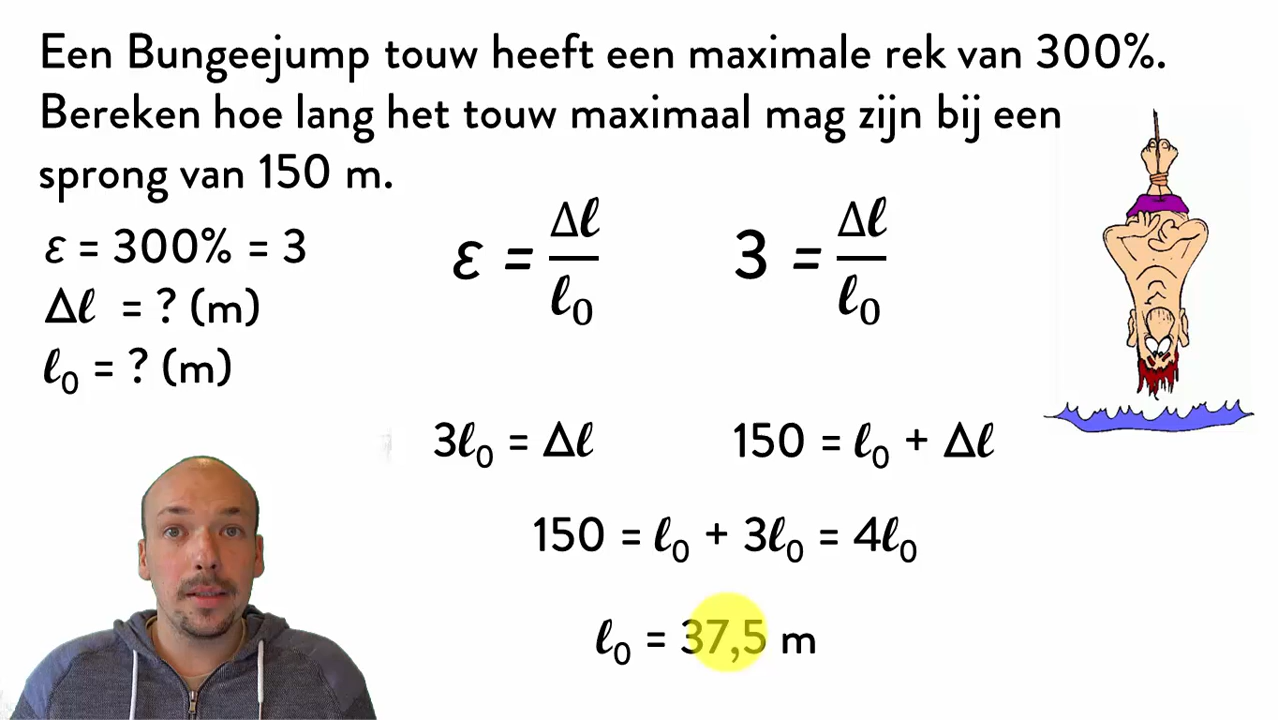 Een Bungeejump touw heeft een maximale rek van 300%.
Bereken hoe lang het touw maximaal mag zijn bij een
sprong van 150 m.
ε = 300% = 3
Δℓ = ? (m)
ℓ₀ = ? (m)
ε = Δℓ / ℓ₀
3 = Δℓ / ℓ₀
3ℓ₀ = Δℓ
150 = ℓ₀ + Δℓ
150 = ℓ₀ + 3ℓ₀ = 4ℓ₀
ℓ₀ = 37,5 m